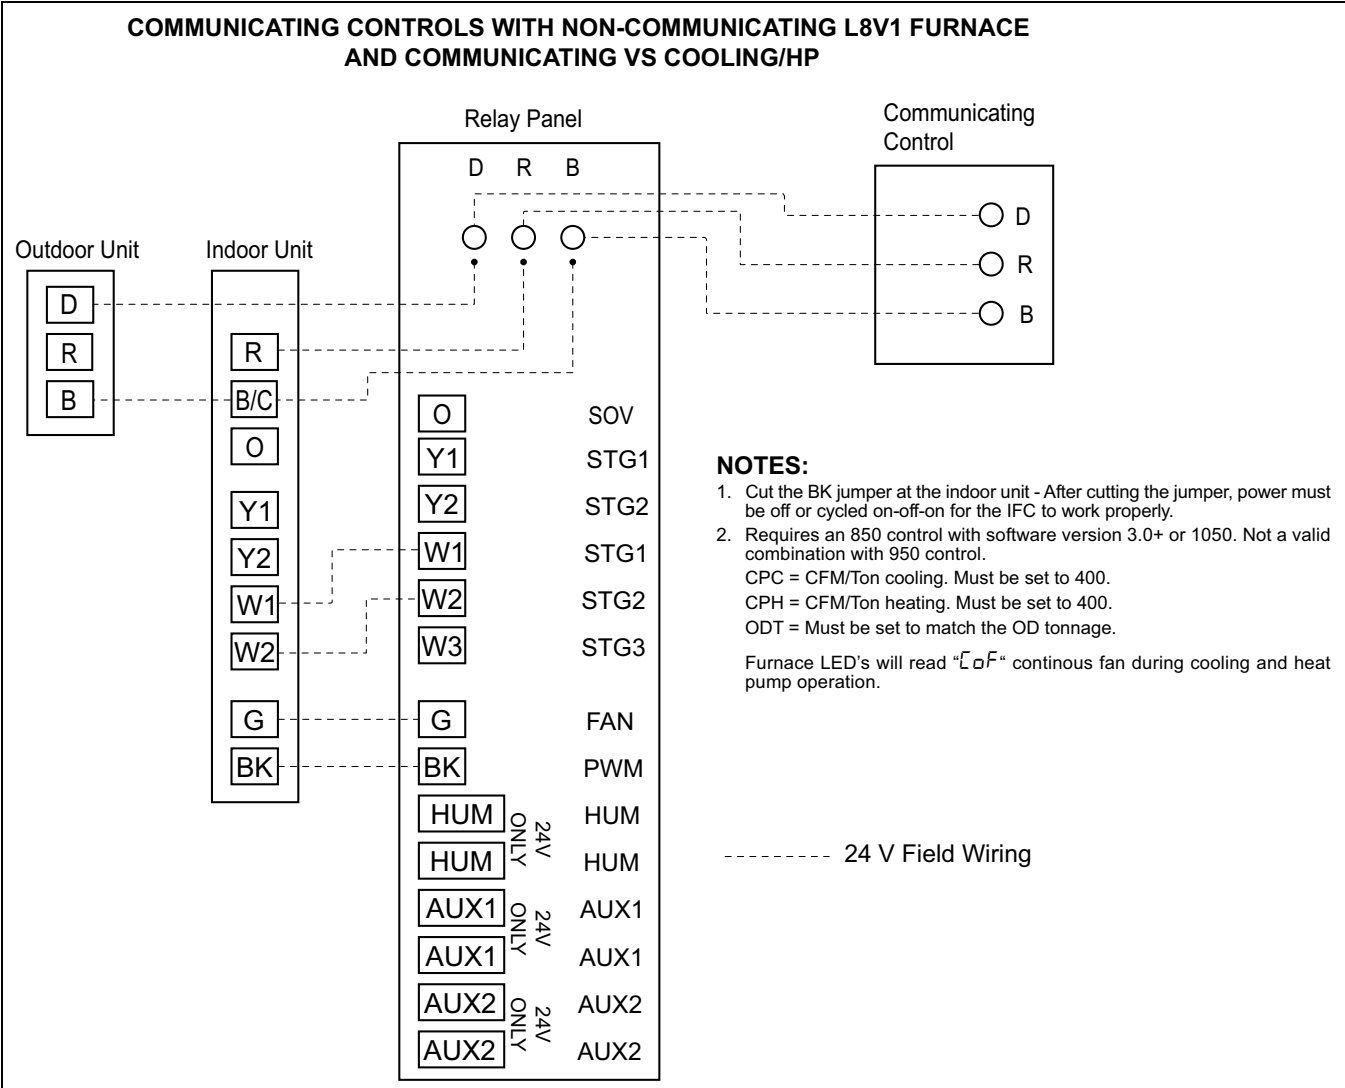 COMMUNICATING CONTROLS WITH NON-COMMUNICATING L8V1 FURNACE
AND COMMUNICATING VS COOLING/HP
Relay Panel
D R B
Communicating
Control
D
R
B
Outdoor Unit
D
R
B
Indoor Unit
R
B/C
O
Y1
Y2
W1
W2
G
BK
O SOV
Y1 STG1
Y2 STG2
W1 STG1
W2 STG2
W3 STG3
G FAN
BK PWM
HUM HUM
HUM HUM
24V
ONLY
AUX1 AUX1
AUX1 AUX1
24V
ONLY
AUX2 AUX2
AUX2 AUX2
24V
ONLY
NOTES:
1. Cut the BK jumper at the indoor unit - After cutting the jumper, power must
be off or cycled on-off-on for the IFC to work properly.
2. Requires an 850 control with software version 3.0+ or 1050. Not a valid
combination with 950 control.
CPC = CFM/Ton cooling. Must be set to 400.
CPH = CFM/Ton heating. Must be set to 400.
ODT = Must be set to match the OD tonnage.
Furnace LED's will read “CoF“ continous fan during cooling and heat
pump operation.
24 V Field Wiring